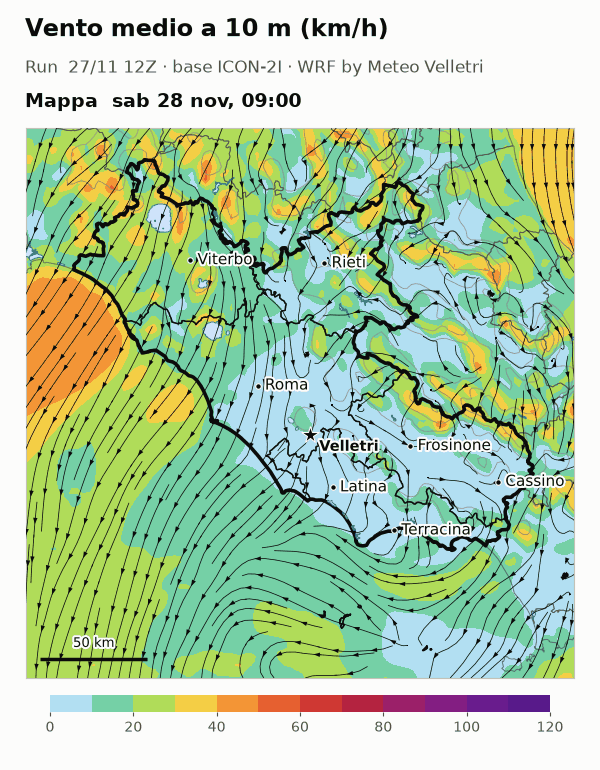 Vento medio a 10 m (km/h)
Run 27/11 12Z · base ICON-2I · WRF by Meteo Velletri
Mappa sab 28 nov, 09:00
Viterbo
Rieti
Roma
Velletri
Frosinone
Latina
Cassino
Terracina
50 km
0 20 40 60 80 100 120